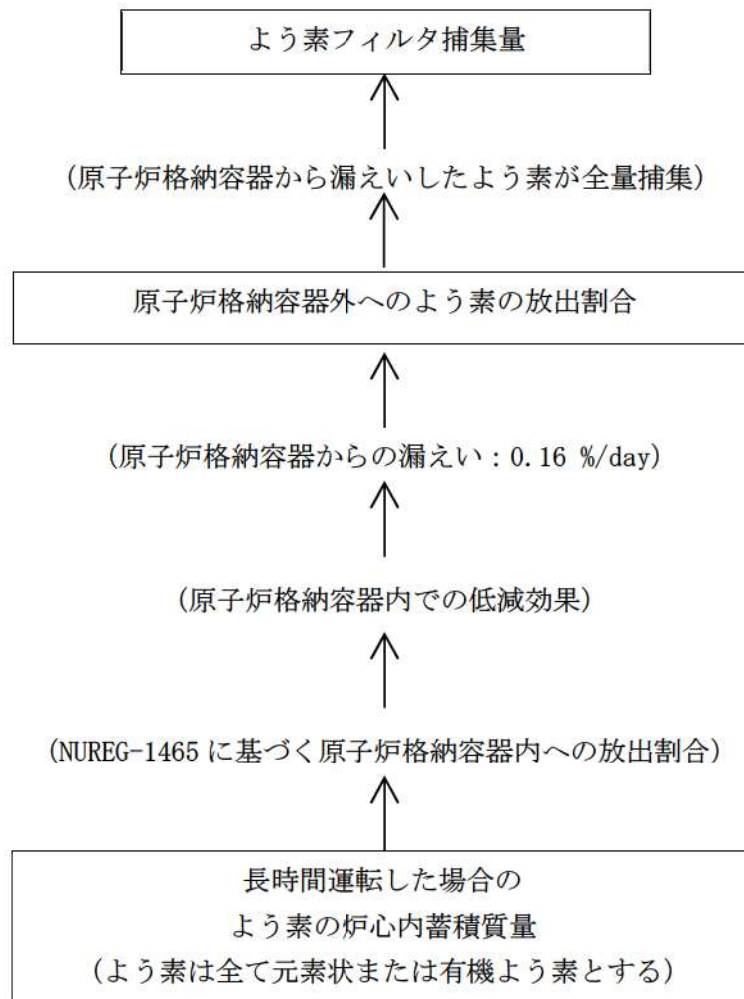 よう素フィルタ捕集量
(原子炉格納容器から漏えいしたよう素が全量捕集)
原子炉格納容器外へのよう素の放出割合
(原子炉格納容器からの漏えい：0.16 %/day)
(原子炉格納容器内での低減効果)
(NUREG-1465 に基づく原子炉格納容器内への放出割合)
長時間運転した場合の
よう素の炉心内蓄積質量
(よう素は全て元素状または有機よう素とする)